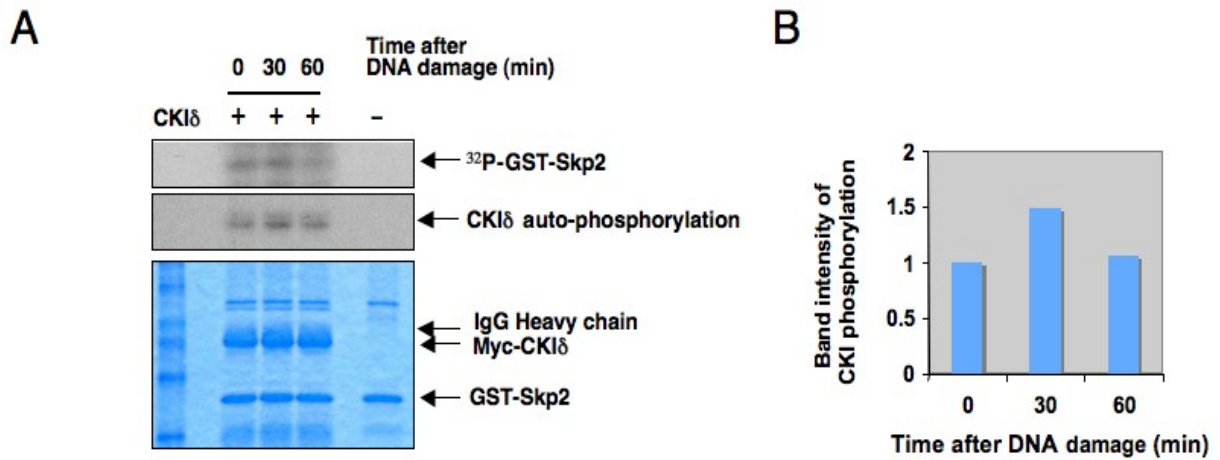 A
Time after
DNA damage (min)
0 30 60
CKIδ + + + –
³²P-GST-Skp2
CKIδ auto-phosphorylation
IgG Heavy chain
Myc-CKIδ
GST-Skp2
B
Band intensity of
CKI phosphorylation
2
1.5
1
0.5
0
0 30 60
Time after DNA damage (min)